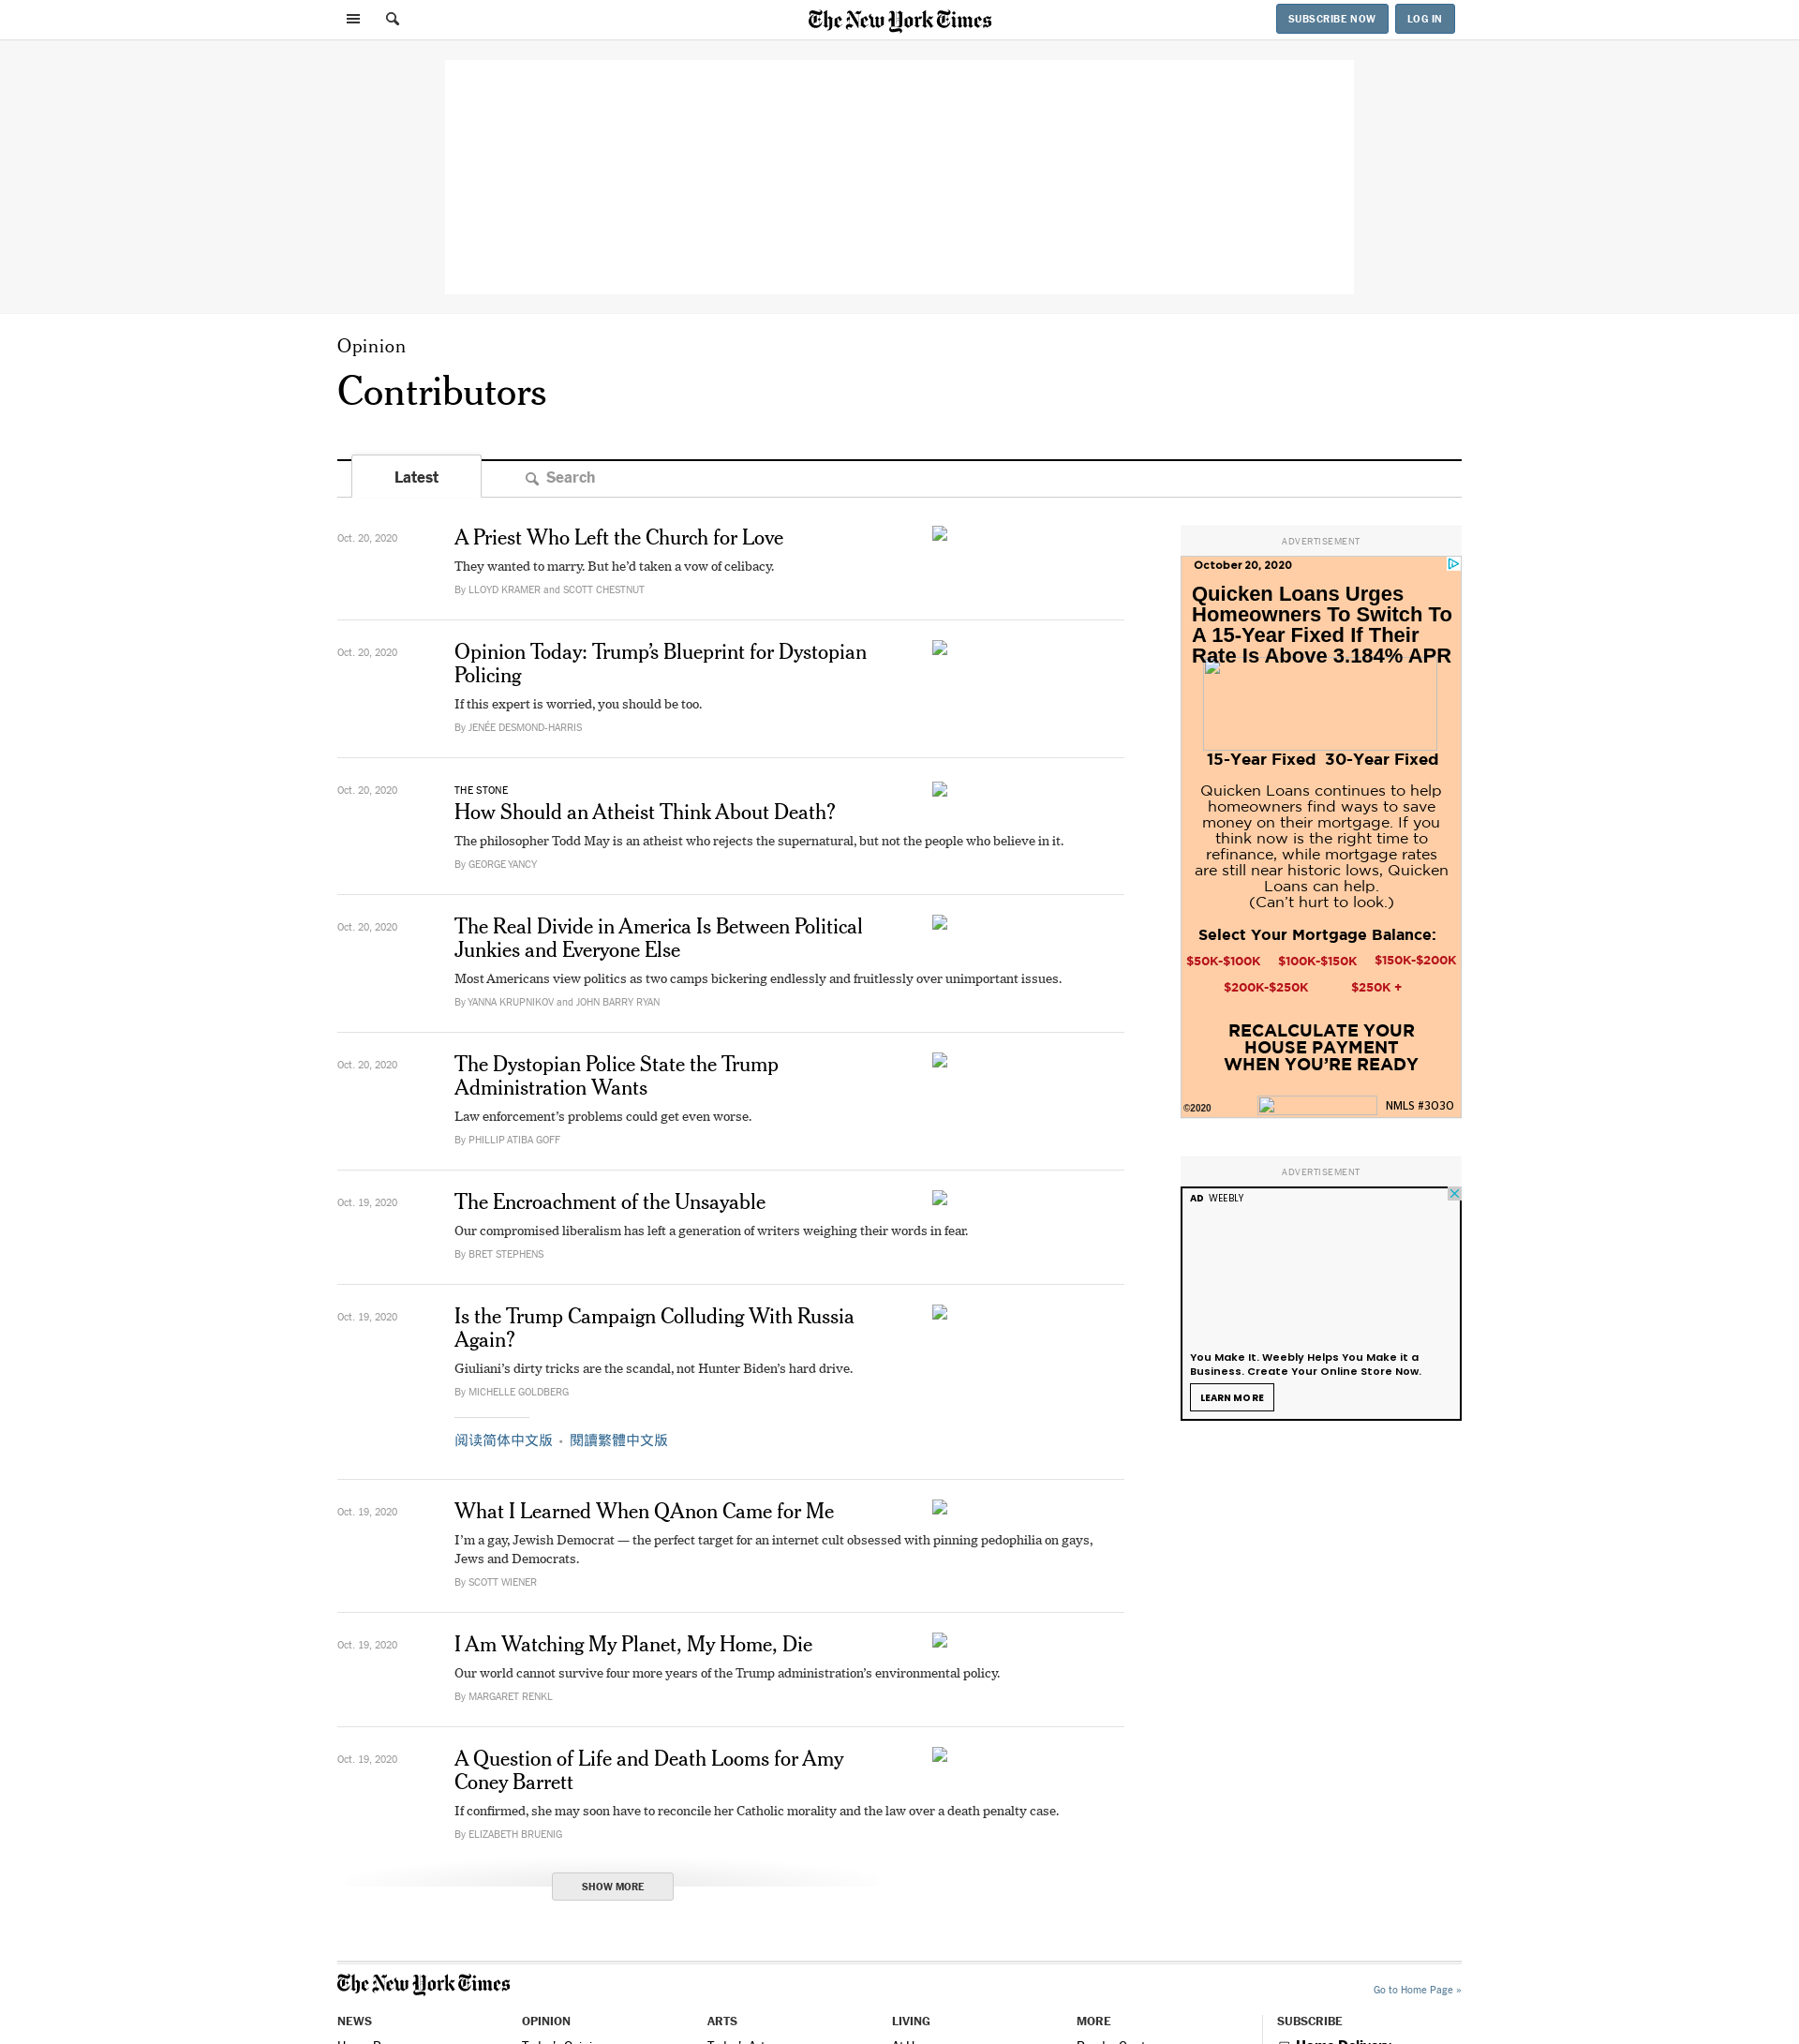 The New York Times
SUBSCRIBE NOW
LOG IN
Opinion
Contributors
Latest
Search
Oct. 20, 2020
A Priest Who Left the Church for Love
They wanted to marry. But he’d taken a vow of celibacy.
By LLOYD KRAMER and SCOTT CHESTNUT
Oct. 20, 2020
Opinion Today: Trump’s Blueprint for Dystopian
Policing
If this expert is worried, you should be too.
By JENÉE DESMOND-HARRIS
Oct. 20, 2020
THE STONE
How Should an Atheist Think About Death?
The philosopher Todd May is an atheist who rejects the supernatural, but not the people who believe in it.
By GEORGE YANCY
Oct. 20, 2020
The Real Divide in America Is Between Political
Junkies and Everyone Else
Most Americans view politics as two camps bickering endlessly and fruitlessly over unimportant issues.
By YANNA KRUPNIKOV and JOHN BARRY RYAN
Oct. 20, 2020
The Dystopian Police State the Trump
Administration Wants
Law enforcement’s problems could get even worse.
By PHILLIP ATIBA GOFF
Oct. 19, 2020
The Encroachment of the Unsayable
Our compromised liberalism has left a generation of writers weighing their words in fear.
By BRET STEPHENS
Oct. 19, 2020
Is the Trump Campaign Colluding With Russia
Again?
Giuliani’s dirty tricks are the scandal, not Hunter Biden’s hard drive.
By MICHELLE GOLDBERG
阅读简体中文版 • 閱讀繁體中文版
Oct. 19, 2020
What I Learned When QAnon Came for Me
I’m a gay, Jewish Democrat — the perfect target for an internet cult obsessed with pinning pedophilia on gays,
Jews and Democrats.
By SCOTT WIENER
Oct. 19, 2020
I Am Watching My Planet, My Home, Die
Our world cannot survive four more years of the Trump administration’s environmental policy.
By MARGARET RENKL
Oct. 19, 2020
A Question of Life and Death Looms for Amy
Coney Barrett
If confirmed, she may soon have to reconcile her Catholic morality and the law over a death penalty case.
By ELIZABETH BRUENIG
SHOW MORE
ADVERTISEMENT
October 20, 2020
Quicken Loans Urges
Homeowners To Switch To
A 15-Year Fixed If Their
Rate Is Above 3.184% APR
15-Year Fixed 30-Year Fixed
Quicken Loans continues to help
homeowners find ways to save
money on their mortgage. If you
think now is the right time to
refinance, while mortgage rates
are still near historic lows, Quicken
Loans can help.
(Can’t hurt to look.)
Select Your Mortgage Balance:
$50K-$100K $100K-$150K $150K-$200K
$200K-$250K $250K +
RECALCULATE YOUR
HOUSE PAYMENT
WHEN YOU’RE READY
©2020
NMLS #3030
ADVERTISEMENT
AD WEEBLY
You Make It. Weebly Helps You Make it a
Business. Create Your Online Store Now.
LEARN MORE
The New York Times
Go to Home Page »
NEWS
OPINION
ARTS
LIVING
MORE
SUBSCRIBE